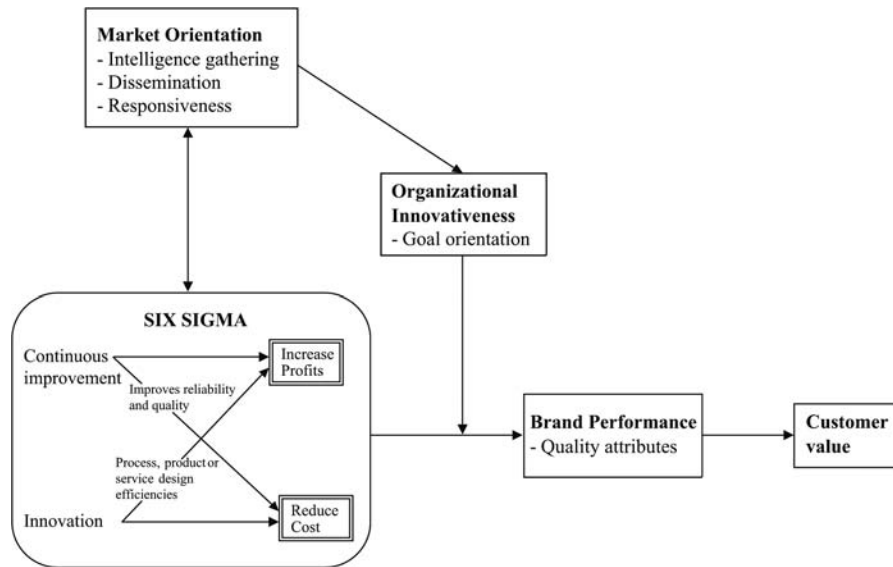 Market Orientation
- Intelligence gathering
- Dissemination
- Responsiveness
Organizational
Innovativeness
- Goal orientation
SIX SIGMA
Continuous
improvement
Increase
Profits
Improves reliability
and quality
Process, product or
service design
efficiencies
Innovation
Reduce
Cost
Brand Performance
- Quality attributes
Customer
value